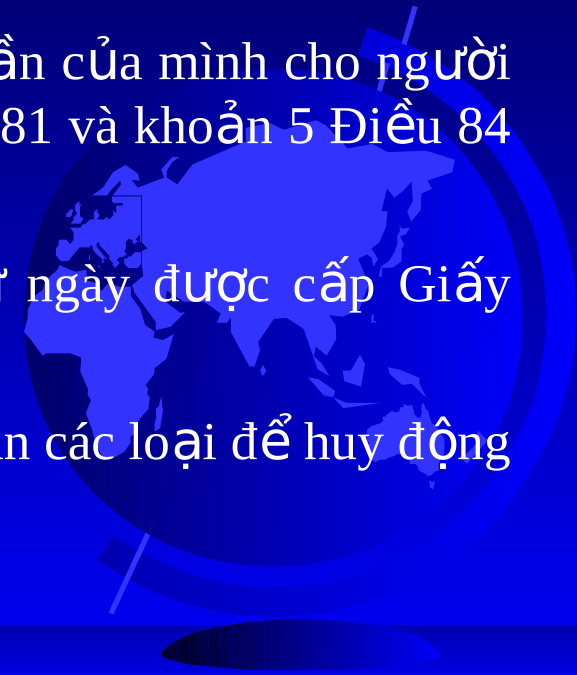 ần của mình cho người
81 và khoản 5 Điều 84
ngày được cấp Giấy
các loại để huy động